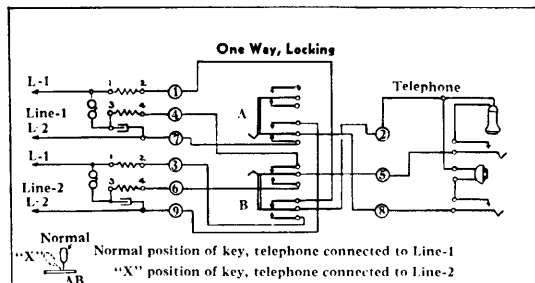 One Way, Locking
L-1
1 2 ①
Telephone
3 4 ④
A
Line-1
②
L-2
⑦
L-1
1 2 ③
⑤
Line-2
3 4 ⑥
B
L-2
⑨
⑧
Normal
Normal position of key, telephone connected to Line-1
“X”
“X” position of key, telephone connected to Line-2
AB